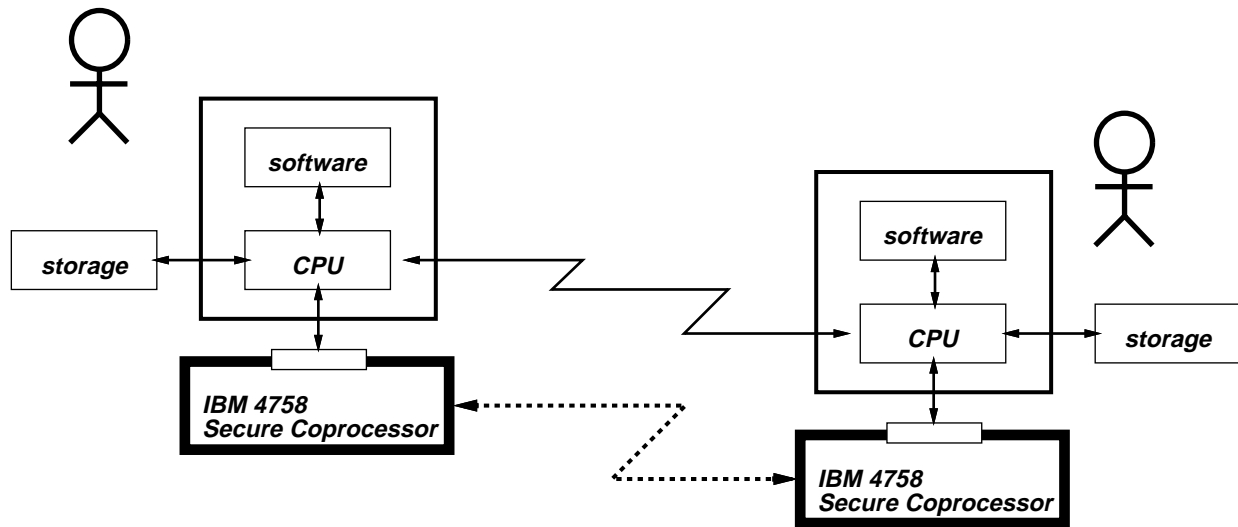 software
storage
CPU
IBM 4758
Secure Coprocessor
software
CPU
storage
IBM 4758
Secure Coprocessor